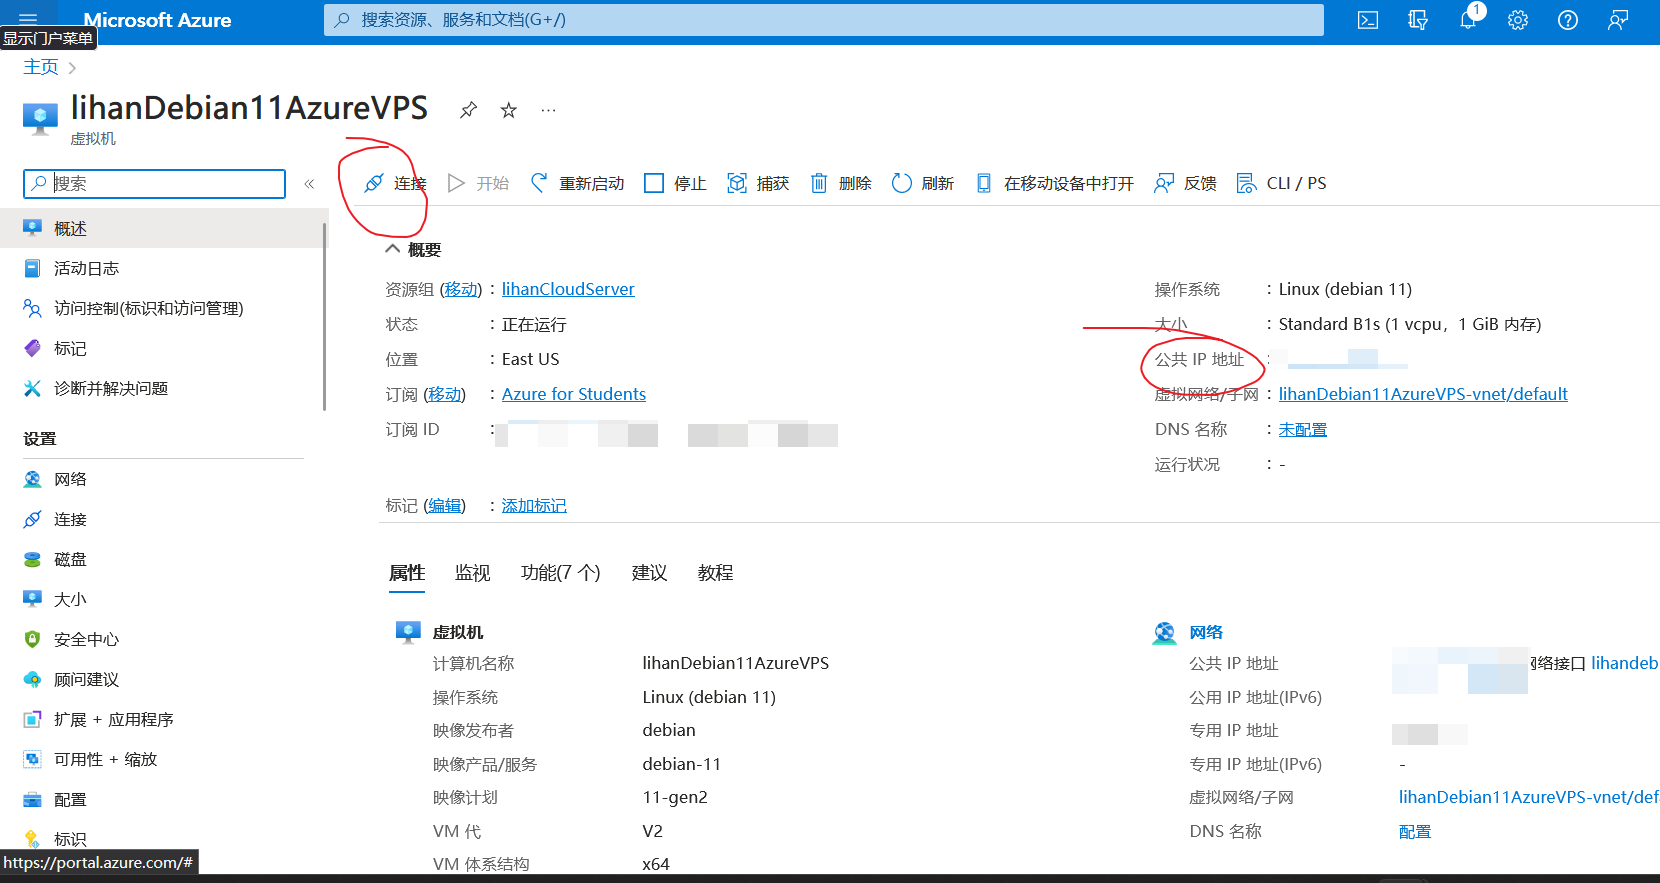 Microsoft Azure
搜索资源、服务和文档(G+/)
1
显示门户菜单
主页
lihanDebian11AzureVPS
虚拟机
搜索
连接
开始
重新启动
停止
捕获
删除
刷新
在移动设备中打开
反馈
CLI / PS
概述
活动日志
访问控制(标识和访问管理)
标记
诊断并解决问题
设置
网络
连接
磁盘
大小
安全中心
顾问建议
扩展 + 应用程序
可用性 + 缩放
配置
标识
https://portal.azure.com/#
概要
资源组 (移动) : lihanCloudServer
状态 : 正在运行
位置 : East US
订阅 (移动) : Azure for Students
订阅 ID :
标记 (编辑) : 添加标记
操作系统 : Linux (debian 11)
大小 : Standard B1s (1 vcpu，1 GiB 内存)
公共 IP 地址 :
虚拟网络/子网 : lihanDebian11AzureVPS-vnet/default
DNS 名称 : 未配置
运行状况 : -
属性 监视 功能(7 个) 建议 教程
虚拟机
计算机名称 lihanDebian11AzureVPS
操作系统 Linux (debian 11)
映像发布者 debian
映像产品/服务 debian-11
映像计划 11-gen2
VM 代 V2
VM 体系结构 x64
网络
公共 IP 地址 网络接口 lihandeb
公用 IP 地址(IPv6)
专用 IP 地址
专用 IP 地址(IPv6) -
虚拟网络/子网 lihanDebian11AzureVPS-vnet/def
DNS 名称 配置